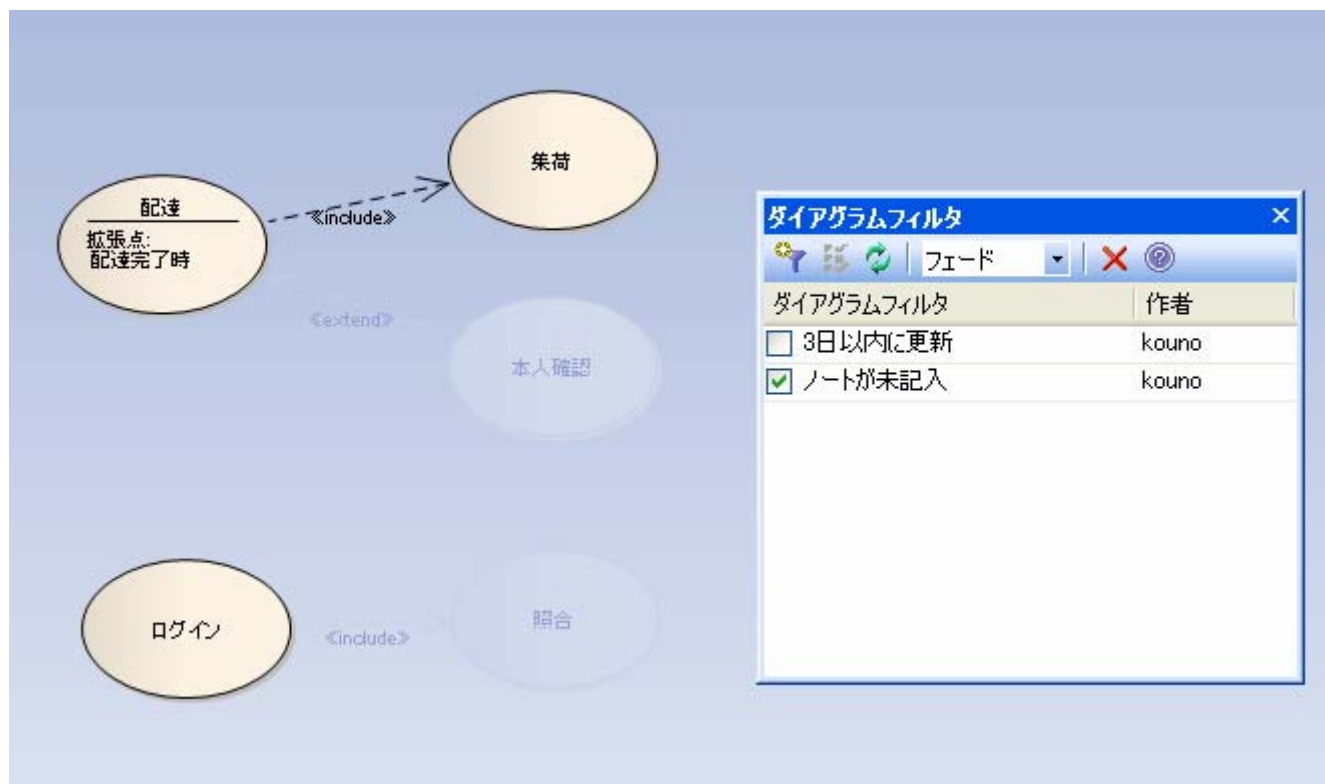 集荷
配達
拡張点:
配達完了時
≪include≫
≪extend≫
本人確認
ログイン
≪include≫
照合
ダイアグラムフィルタ
フェード
ダイアグラムフィルタ 作者
3日以内に更新 kouno
ノートが未記入 kouno